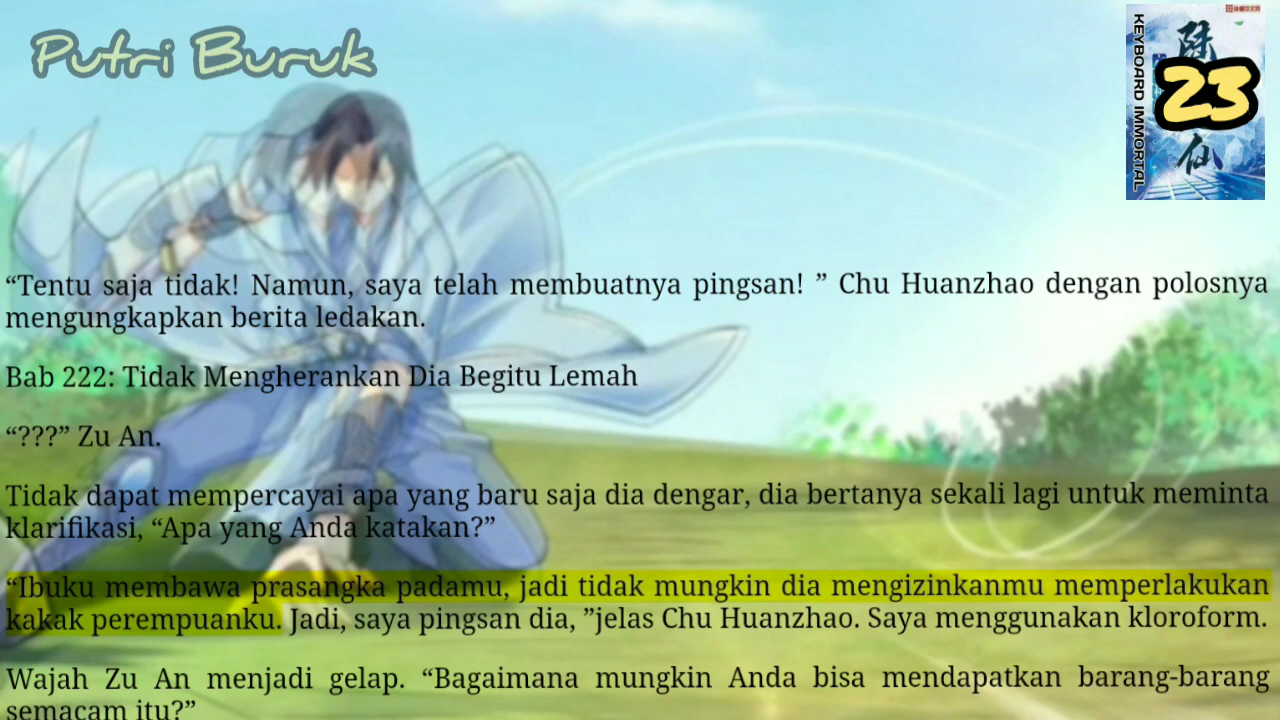 Putri Buruk
KEYBOARD IMMORTAL
陆
23
仙
“Tentu saja tidak! Namun, saya telah membuatnya pingsan! ” Chu Huanzhao dengan polosnya
mengungkapkan berita ledakan.
Bab 222: Tidak Mengherankan Dia Begitu Lemah
“???” Zu An.
Tidak dapat mempercayai apa yang baru saja dia dengar, dia bertanya sekali lagi untuk meminta
klarifikasi, “Apa yang Anda katakan?”
“Ibuku membawa prasangka padamu, jadi tidak mungkin dia mengizinkanmu memperlakukan
kakak perempuanku. Jadi, saya pingsan dia, ”jelas Chu Huanzhao. Saya menggunakan kloroform.
Wajah Zu An menjadi gelap. “Bagaimana mungkin Anda bisa mendapatkan barang-barang
semacam itu?”